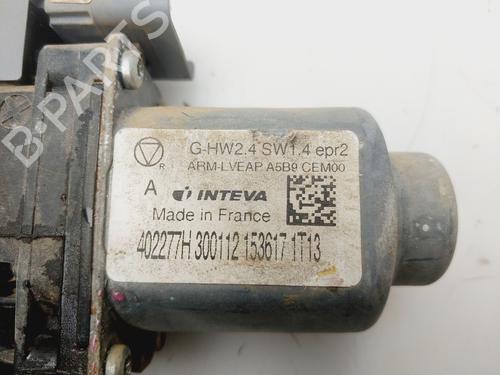 B-PARTS
G-HW2.4 SW1.4 epr2
R
ARM-LVEAP A5B9 CEM00
A INTEVA
Made in France
402277H 300112 153617 1T13